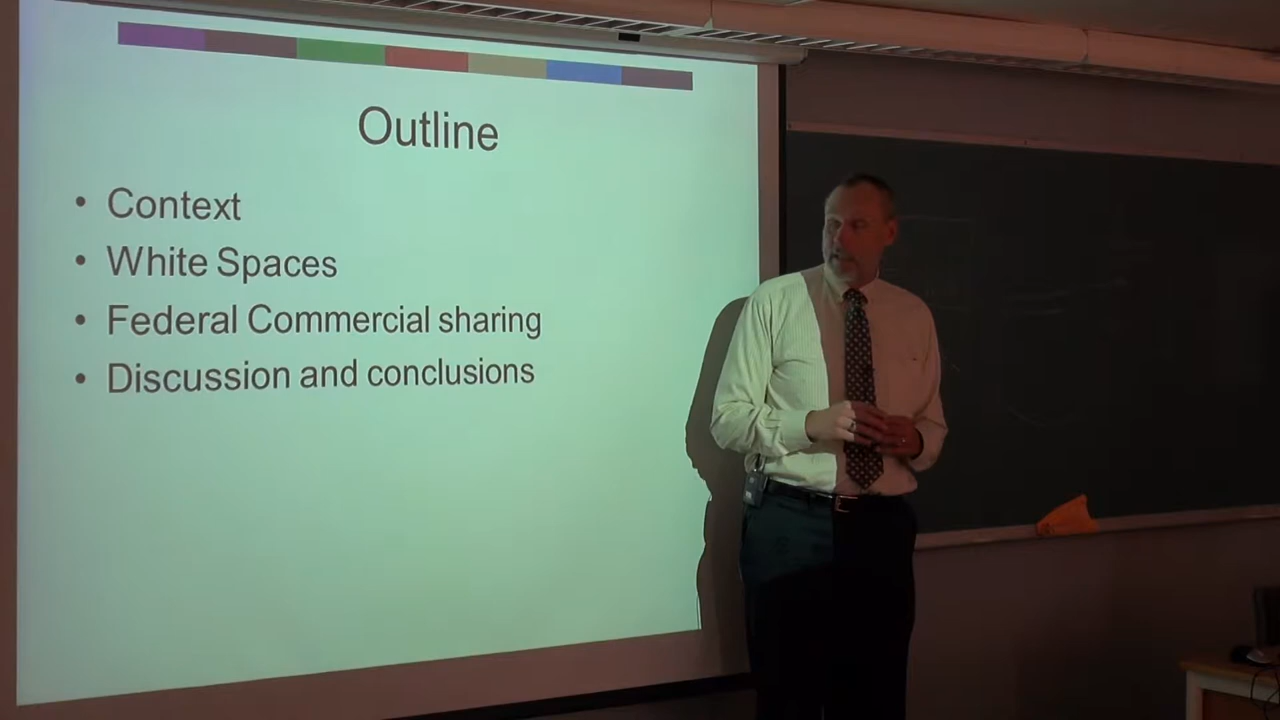 Outline
• Context
• White Spaces
• Federal Commercial sharing
• Discussion and conclusions